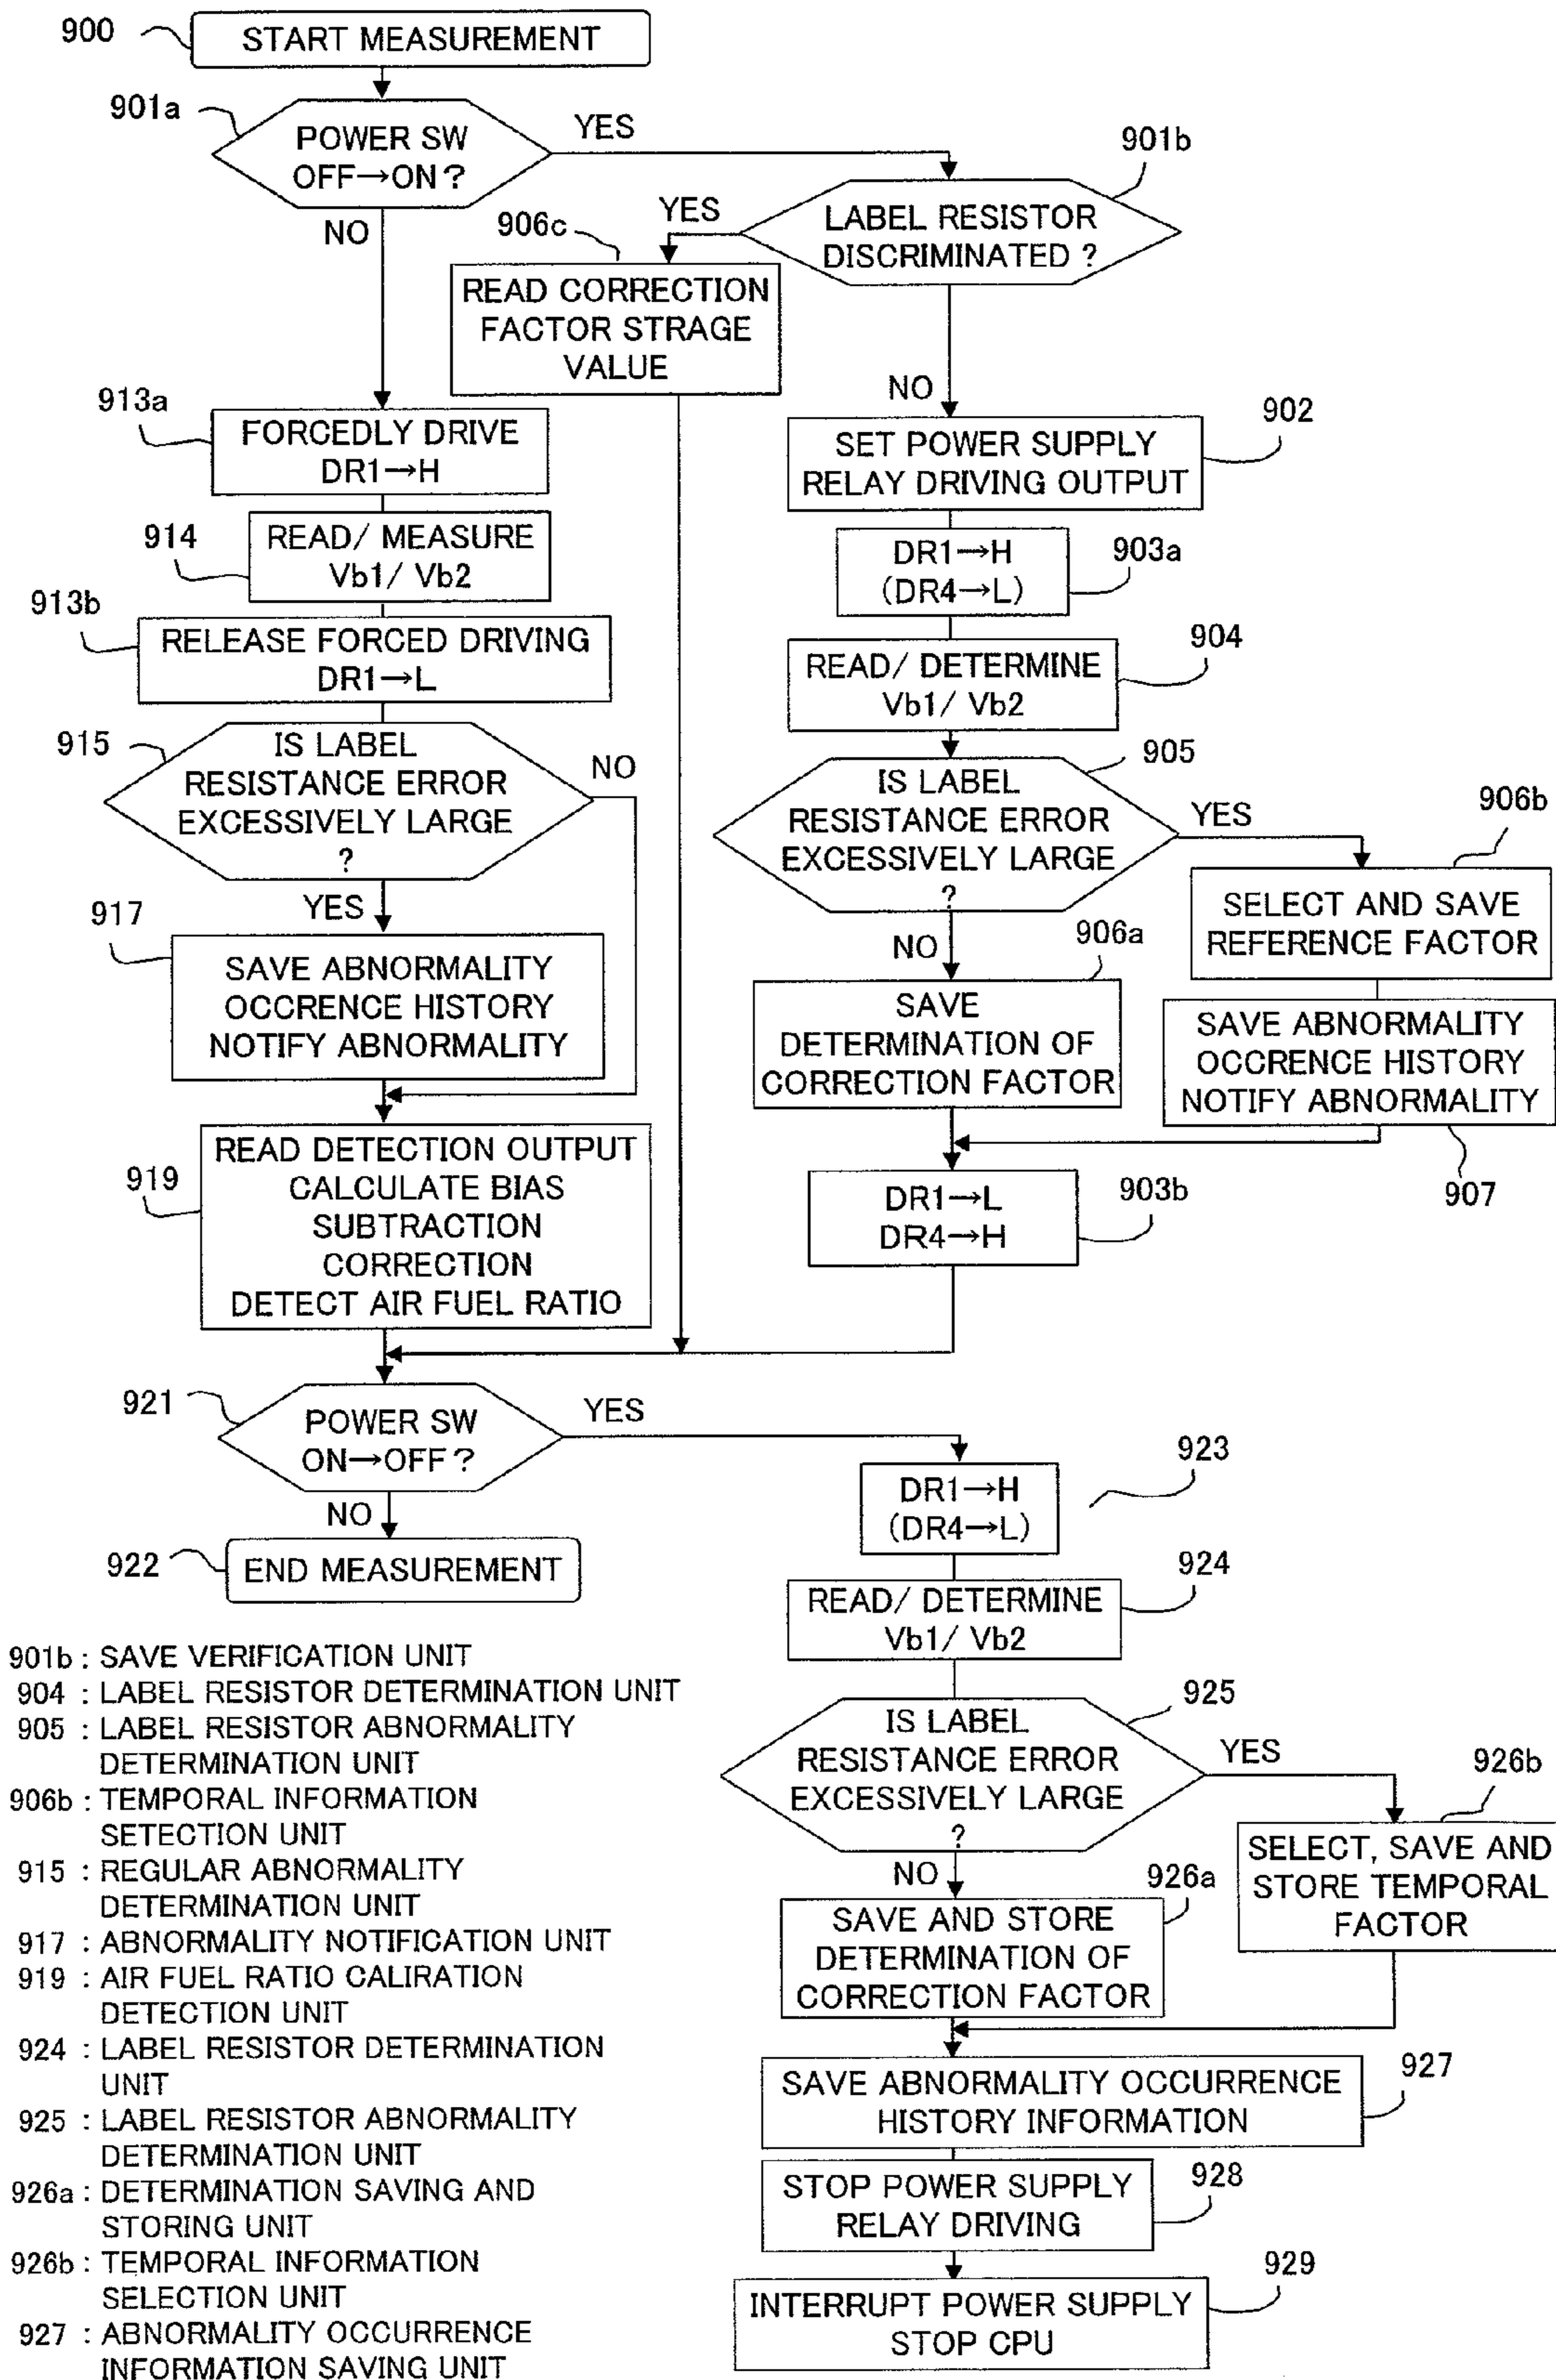 900
START MEASUREMENT
901a
POWER SW
OFF→ON?
YES
NO
901b
LABEL RESISTOR
DISCRIMINATED ?
YES
NO
906c
READ CORRECTION
FACTOR STRAGE
VALUE
913a
FORCEDLY DRIVE
DR1→H
914
READ/ MEASURE
Vb1/ Vb2
913b
RELEASE FORCED DRIVING
DR1→L
915
IS LABEL
RESISTANCE ERROR
EXCESSIVELY LARGE
?
NO
YES
917
SAVE ABNORMALITY
OCCRENCE HISTORY
NOTIFY ABNORMALITY
919
READ DETECTION OUTPUT
CALCULATE BIAS
SUBTRACTION
CORRECTION
DETECT AIR FUEL RATIO
902
SET POWER SUPPLY
RELAY DRIVING OUTPUT
903a
DR1→H
(DR4→L)
904
READ/ DETERMINE
Vb1/ Vb2
905
IS LABEL
RESISTANCE ERROR
EXCESSIVELY LARGE
?
YES
NO
906b
SELECT AND SAVE
REFERENCE FACTOR
906a
SAVE
DETERMINATION OF
CORRECTION FACTOR
SAVE ABNORMALITY
OCCRENCE HISTORY
NOTIFY ABNORMALITY
907
903b
DR1→L
DR4→H
921
POWER SW
ON→OFF?
YES
NO
922
END MEASUREMENT
923
DR1→H
(DR4→L)
924
READ/ DETERMINE
Vb1/ Vb2
925
IS LABEL
RESISTANCE ERROR
EXCESSIVELY LARGE
?
YES
NO
926b
SELECT, SAVE AND
STORE TEMPORAL
FACTOR
926a
SAVE AND STORE
DETERMINATION OF
CORRECTION FACTOR
927
SAVE ABNORMALITY OCCURRENCE
HISTORY INFORMATION
928
STOP POWER SUPPLY
RELAY DRIVING
929
INTERRUPT POWER SUPPLY
STOP CPU
901b : SAVE VERIFICATION UNIT
904 : LABEL RESISTOR DETERMINATION UNIT
905 : LABEL RESISTOR ABNORMALITY
DETERMINATION UNIT
906b : TEMPORAL INFORMATION
SETECTION UNIT
915 : REGULAR ABNORMALITY
DETERMINATION UNIT
917 : ABNORMALITY NOTIFICATION UNIT
919 : AIR FUEL RATIO CALIRATION
DETECTION UNIT
924 : LABEL RESISTOR DETERMINATION
UNIT
925 : LABEL RESISTOR ABNORMALITY
DETERMINATION UNIT
926a : DETERMINATION SAVING AND
STORING UNIT
926b : TEMPORAL INFORMATION
SELECTION UNIT
927 : ABNORMALITY OCCURRENCE
INFORMATION SAVING UNIT